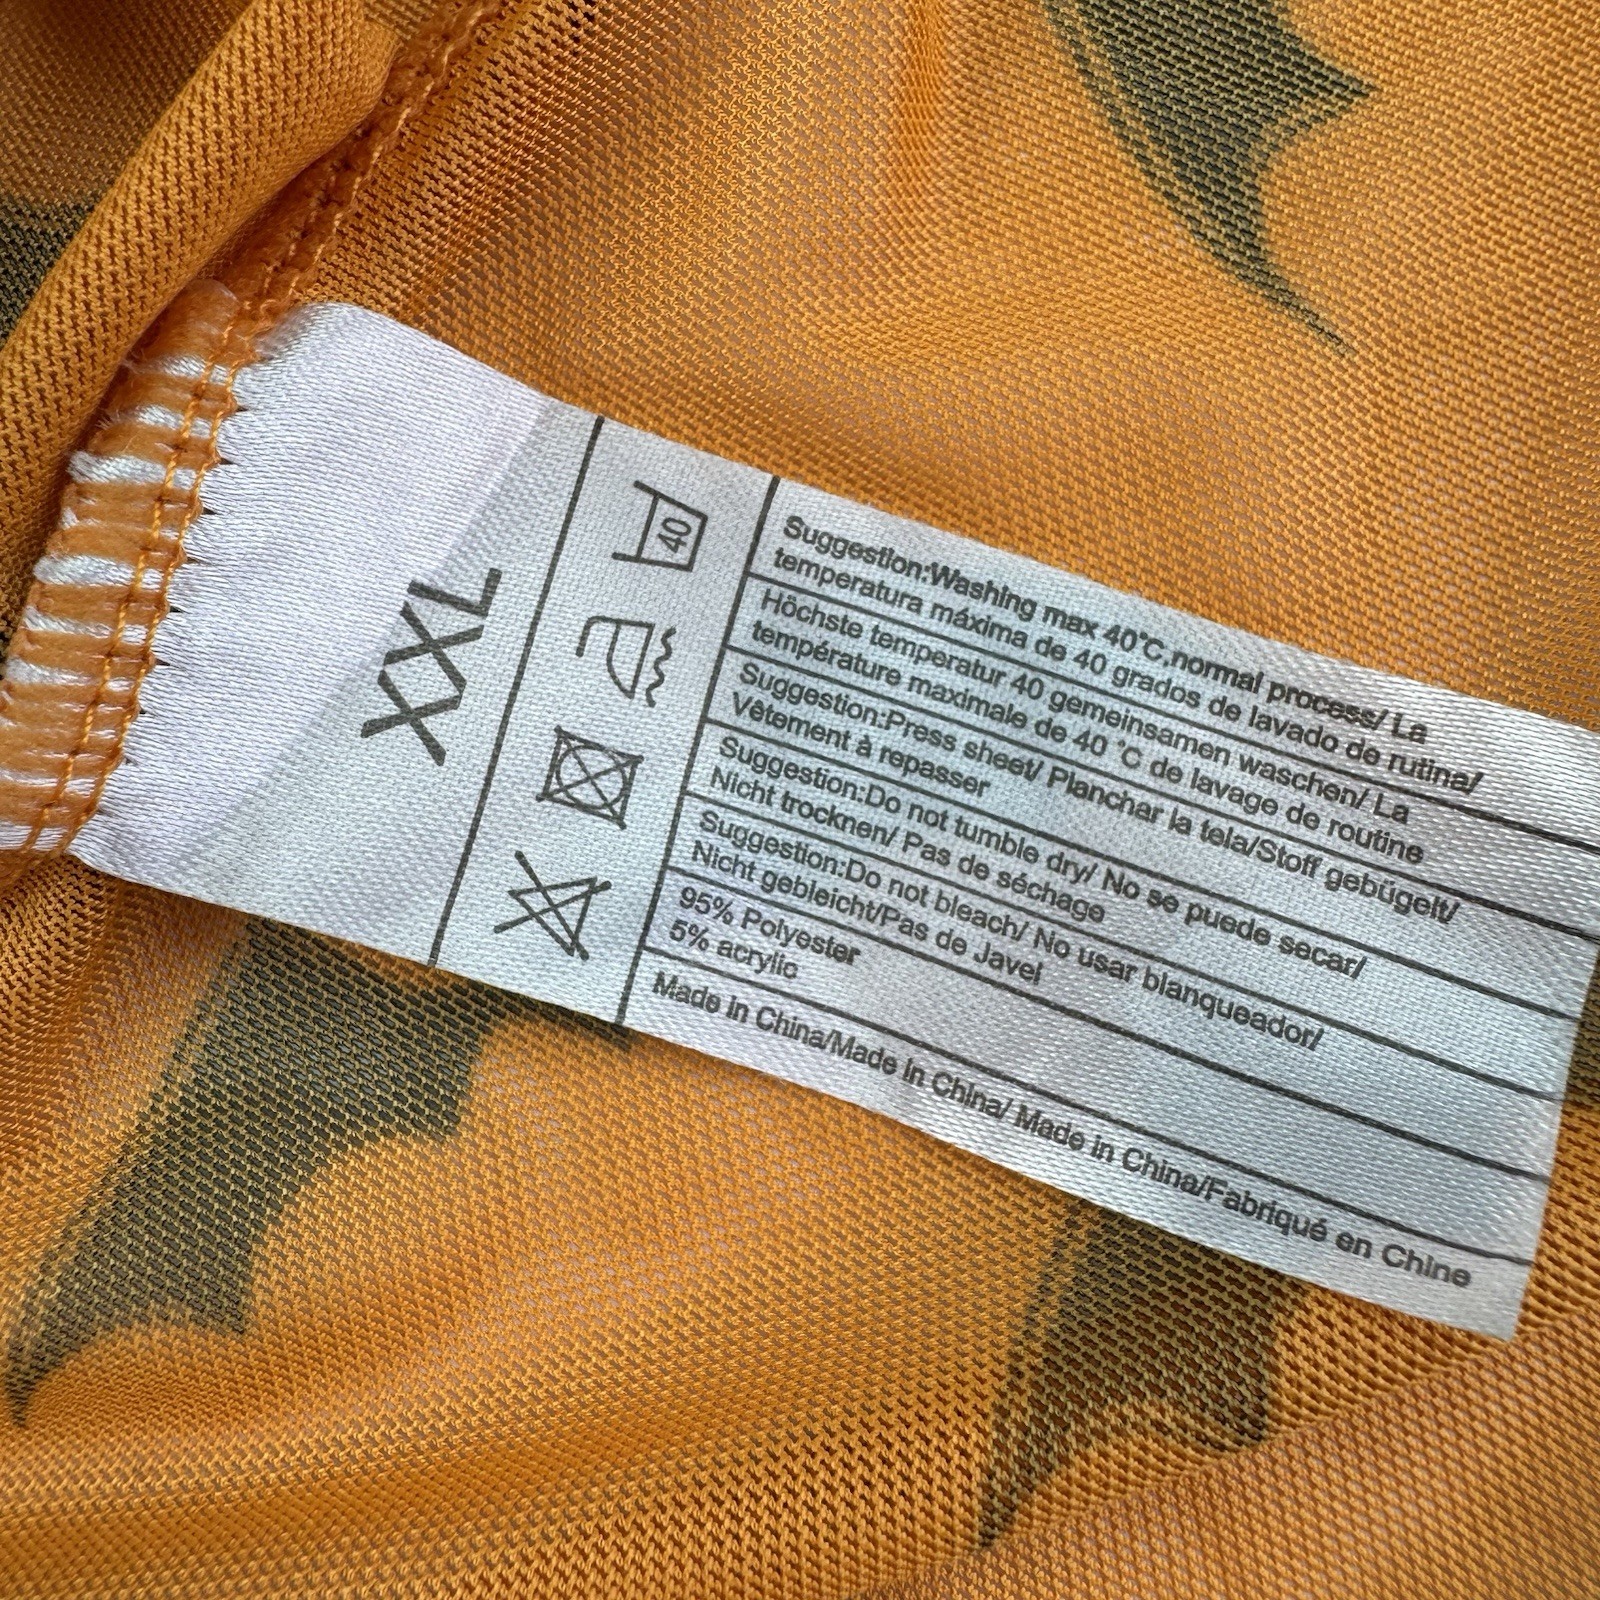 XXL
40
Suggestion:Washing max 40°C,normal process/ La
temperatura máxima de 40 grados de lavado de rutina/
Höchste temperatur 40 gemeinsamen waschen/ La
température maximale de 40 °C de lavage de routine
Suggestion:Press sheet/ Planchar la tela/Stoff gebügelt/
Vêtement à repasser
Suggestion:Do not tumble dry/ No se puede secar/
Nicht trocknen/ Pas de séchage
Suggestion:Do not bleach/ No usar blanqueador/
Nicht gebleicht/Pas de Javel
95% Polyester
5% acrylic
Made in China/Made in China/ Made in China/Fabriqué en Chine